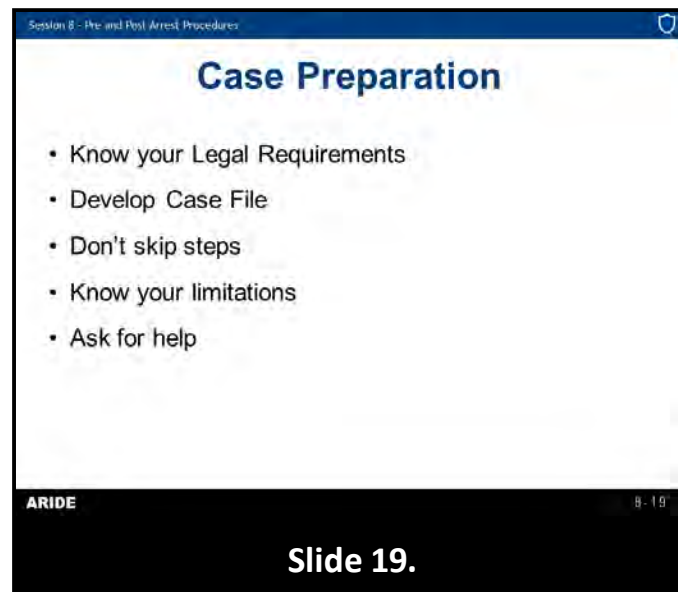 Session 8 - Pre and Post Arrest Procedures
Case Preparation
• Know your Legal Requirements
• Develop Case File
• Don't skip steps
• Know your limitations
• Ask for help
ARIDE
8-19
Slide 19.